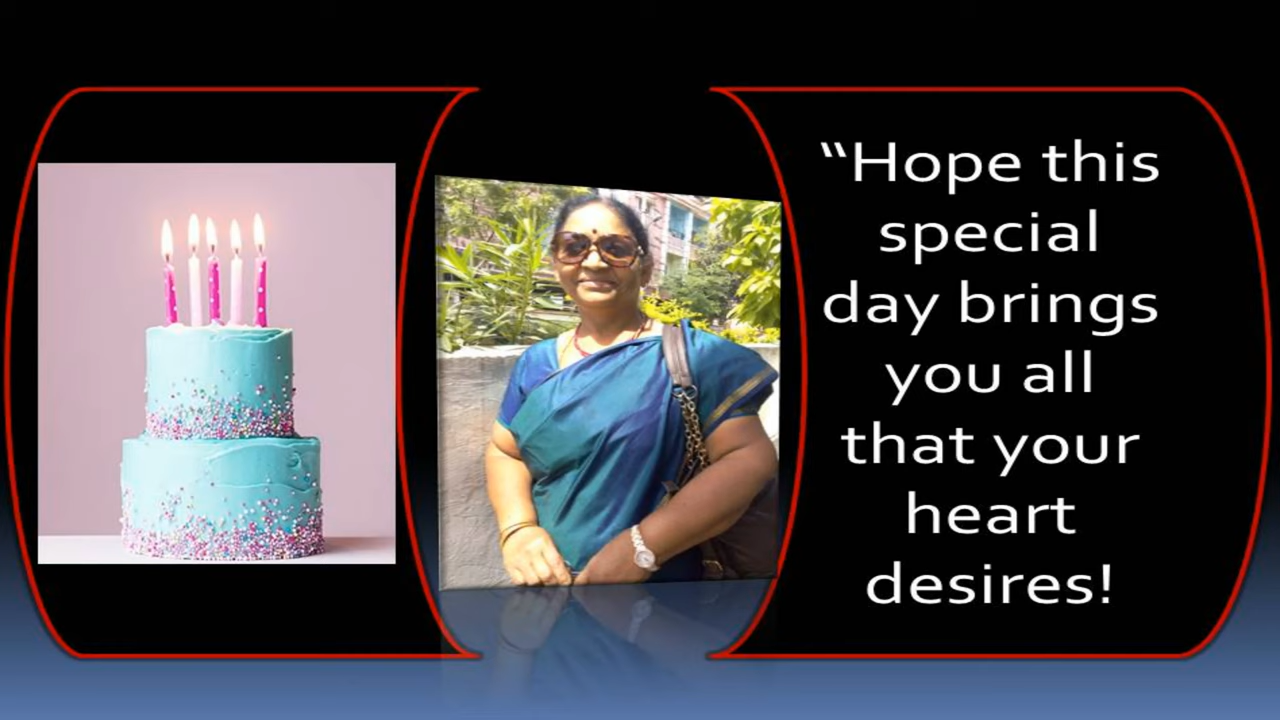 “Hope this
special
day brings
you all
that your
heart
desires!